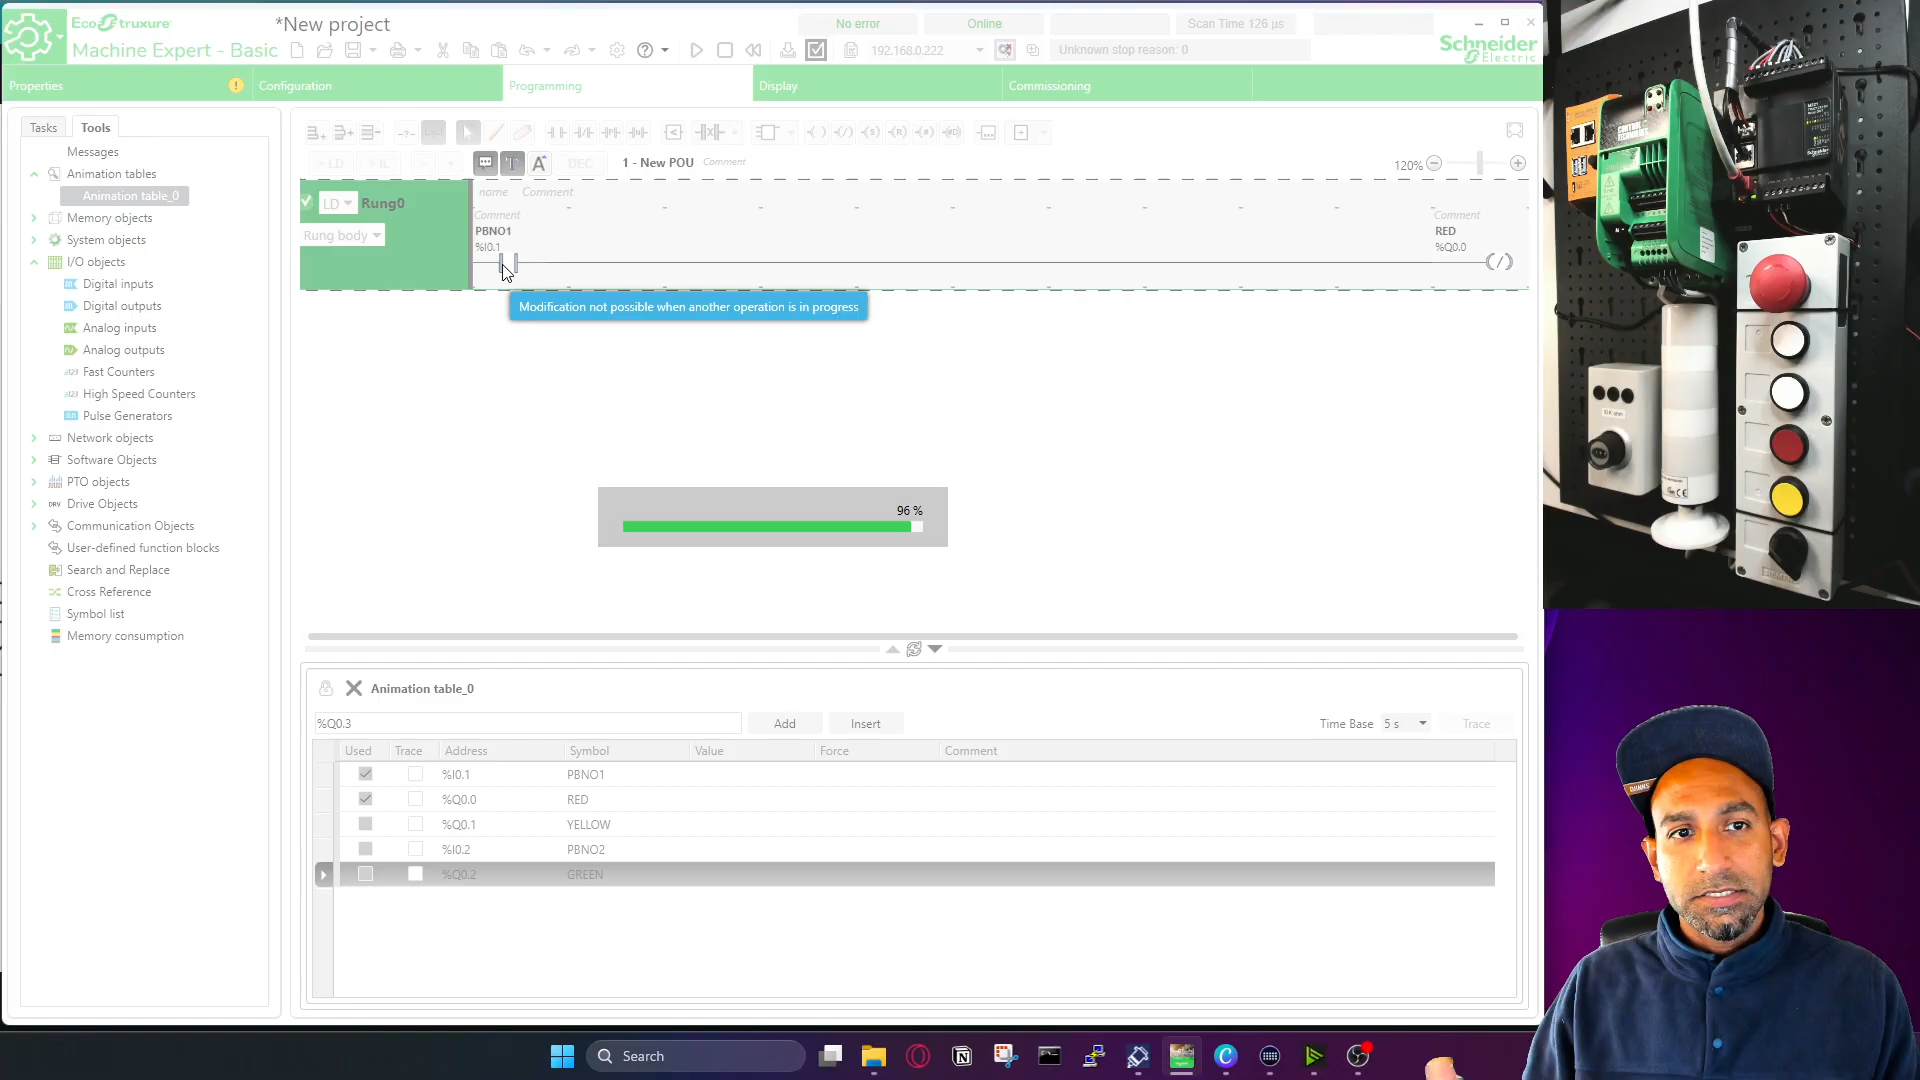 EcoStruxure
Machine Expert - Basic
*New project
No error
Online
Scan Time 126 µs
192.168.0.222
Unknown stop reason: 0
Schneider
Electric
Properties
Configuration
Programming
Display
Commissioning
Tasks
Tools
Messages
Animation tables
Animation table_0
Memory objects
System objects
I/O objects
Digital inputs
Digital outputs
Analog inputs
Analog outputs
Fast Counters
High Speed Counters
Pulse Generators
Network objects
Software Objects
PTO objects
DRV Drive Objects
Communication Objects
User-defined function blocks
Search and Replace
Cross Reference
Symbol list
Memory consumption
> LD
> IL
DEC
1 - New POU
Comment
120%
LD
Rung0
Rung body
name
Comment
Comment
PBNO1
%I0.1
Comment
RED
%Q0.0
Modification not possible when another operation is in progress
96 %
Animation table_0
%Q0.3
Add
Insert
Time Base
5 s
Trace
Used
Trace
Address
Symbol
Value
Force
Comment
%I0.1
PBNO1
%Q0.0
RED
%Q0.1
YELLOW
%I0.2
PBNO2
%Q0.2
GREEN
Search